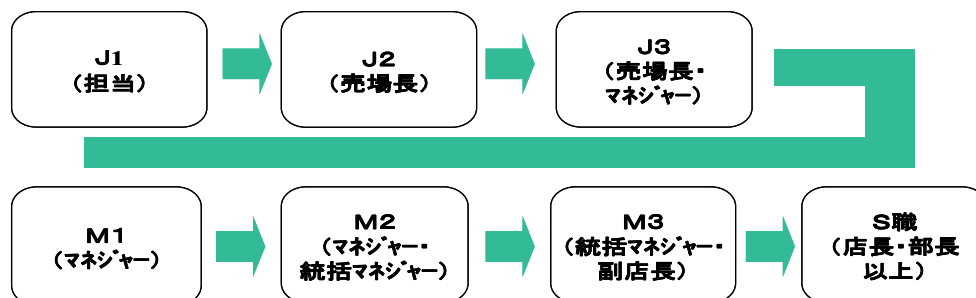 J1
(担当)
J2
(売場長)
J3
(売場長・
マネジャー)
M1
(マネジャー)
M2
(マネジャー・
統括マネジャー)
M3
(統括マネジャー・
副店長)
S職
(店長・部長
以上)